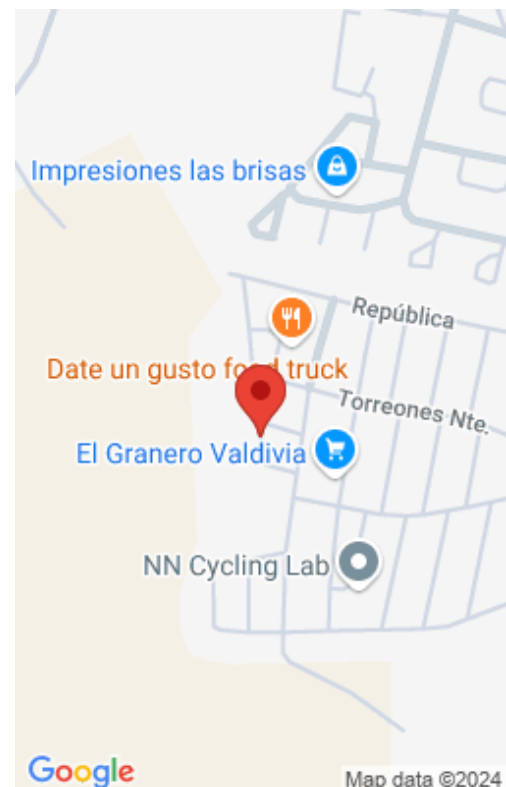 Impresiones las brisas
República
Date un gusto food truck
Torreones Nte.
El Granero Valdivia
NN Cycling Lab
Google
Map data ©2024